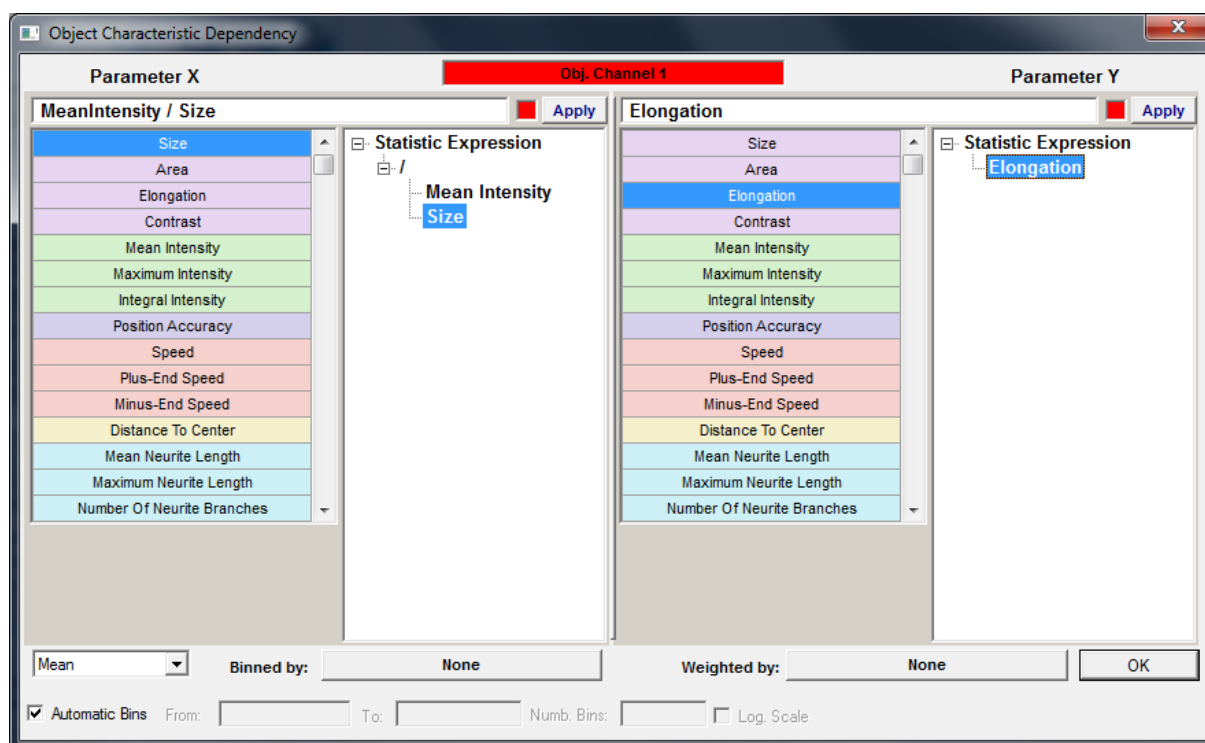 Object Characteristic Dependency
Parameter X
Obj. Channel 1
Parameter Y
MeanIntensity / Size
Apply
Elongation
Apply
Size
Area
Elongation
Contrast
Mean Intensity
Maximum Intensity
Integral Intensity
Position Accuracy
Speed
Plus-End Speed
Minus-End Speed
Distance To Center
Mean Neurite Length
Maximum Neurite Length
Number Of Neurite Branches
Statistic Expression
/
Mean Intensity
Size
Size
Area
Elongation
Contrast
Mean Intensity
Maximum Intensity
Integral Intensity
Position Accuracy
Speed
Plus-End Speed
Minus-End Speed
Distance To Center
Mean Neurite Length
Maximum Neurite Length
Number Of Neurite Branches
Statistic Expression
Elongation
Mean
Binned by:
None
Weighted by:
None
OK
Automatic Bins
From:
To:
Numb. Bins:
Log. Scale